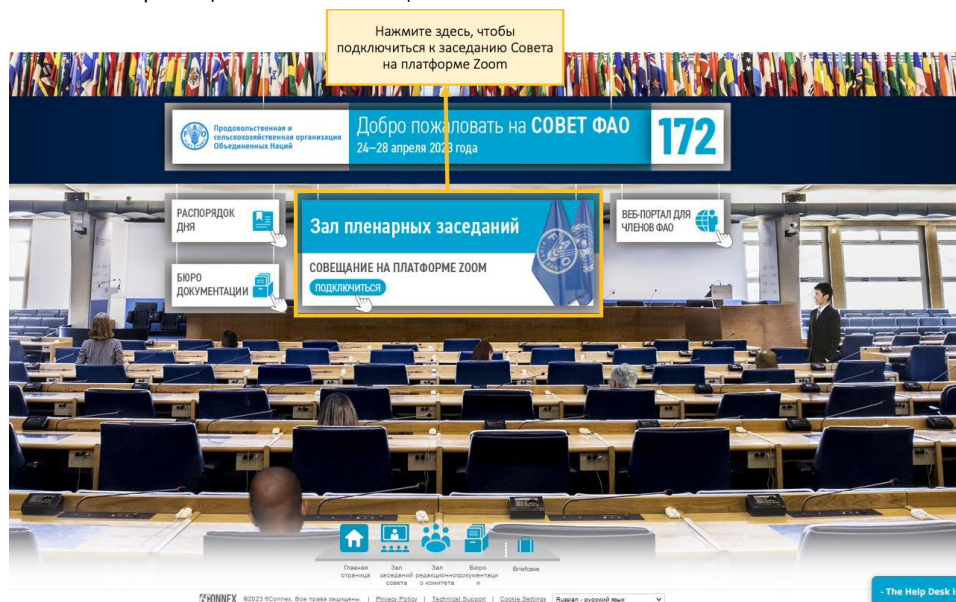 Нажмите здесь, чтобы
подключиться к заседанию Совета
на платформе Zoom
Продовольственная и
сельскохозяйственная организация
Объединенных Наций
Добро пожаловать на СОВЕТ ФАО
24–28 апреля 2023 года
172
РАСПОРЯДОК
ДНЯ
БЮРО
ДОКУМЕНТАЦИИ
Зал пленарных заседаний
СОВЕЩАНИЕ НА ПЛАТФОРМЕ ZOOM
ПОДКЛЮЧИТЬСЯ
ВЕБ-ПОРТАЛ ДЛЯ
ЧЛЕНОВ ФАО
Главная
страница
Зал
заседаний
совета
Зал
редакционного
о комитета
Бюро
документаци
и
Briefcase
6CONNEX ©2023 6Connex. Все права защищены. | Privacy Policy | Technical Support | Cookie Settings Russian - русский язык
- The Help Desk is